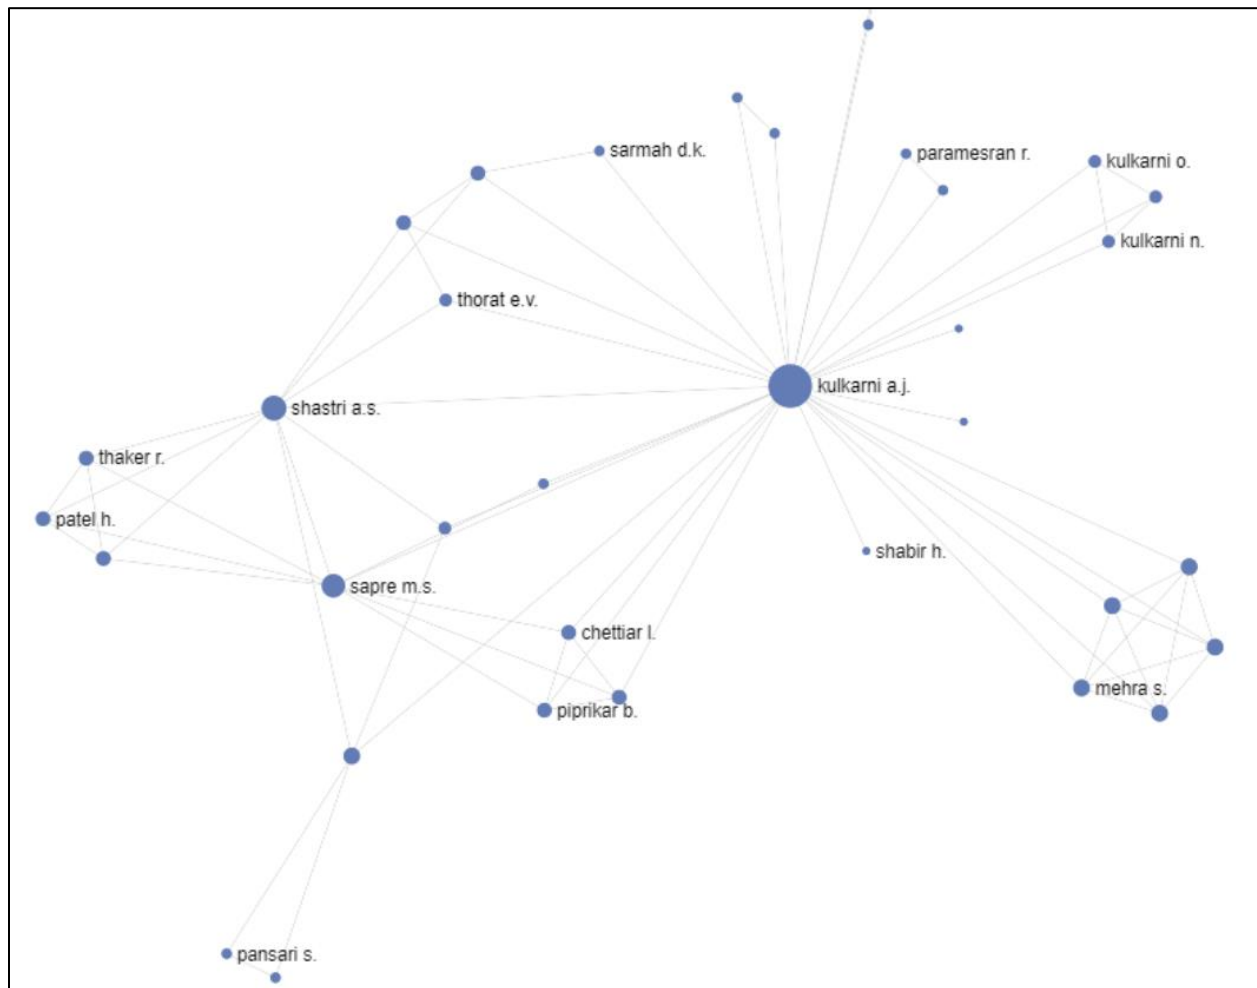 sarmah d.k.
paramesran r.
kulkarni o.
kulkarni n.
thorat e.v.
kulkarni a.j.
shastri a.s.
thaker r.
patel h.
shabir h.
sapre m.s.
chettiar l.
mehra s.
piprikar b.
pansari s.